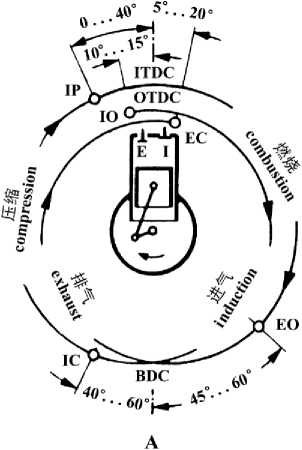 0...40°
5°...20°
10°...15°
ITDC
IP
OTDC
IO
EC
E
I
压缩
compression
燃烧
combustion
排气
exhaust
进气
induction
EO
IC
BDC
40°...60°
45°...60°
A